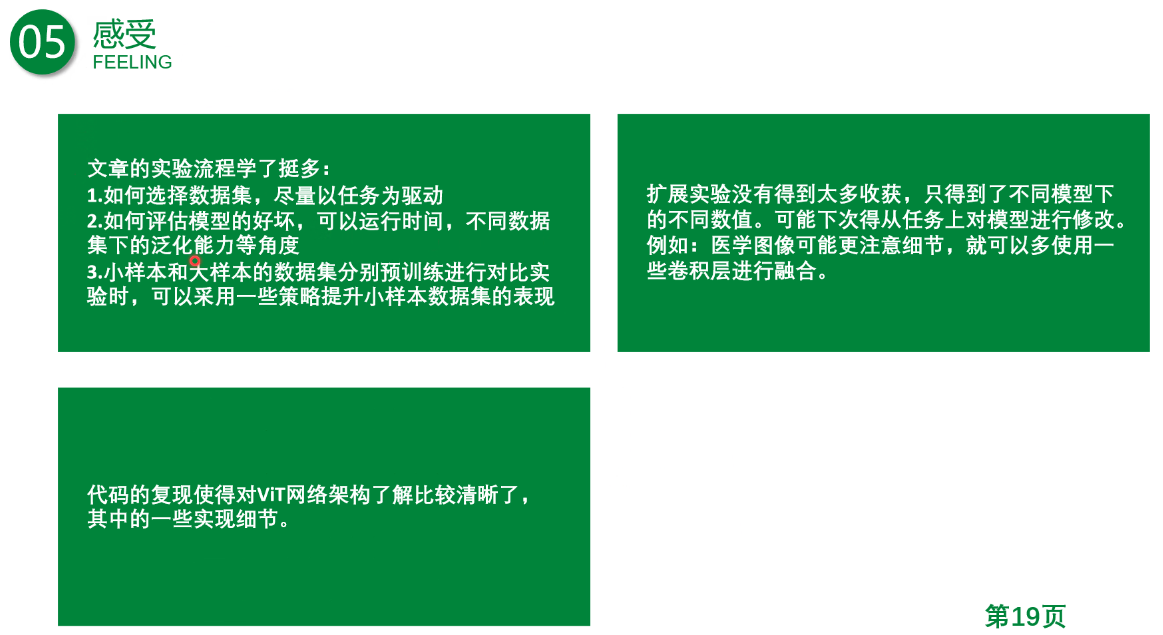 05
感受
FEELING
文章的实验流程学了挺多：
1.如何选择数据集，尽量以任务为驱动
2.如何评估模型的好坏，可以运行时间，不同数据
集下的泛化能力等角度
3.小样本和大样本的数据集分别预训练进行对比实
验时，可以采用一些策略提升小样本数据集的表现
扩展实验没有得到太多收获，只得到了不同模型下
的不同数值。可能下次得从任务上对模型进行修改。
例如：医学图像可能更注意细节，就可以多使用一
些卷积层进行融合。
代码的复现使得对ViT网络架构了解比较清晰了，
其中的一些实现细节。
第19页